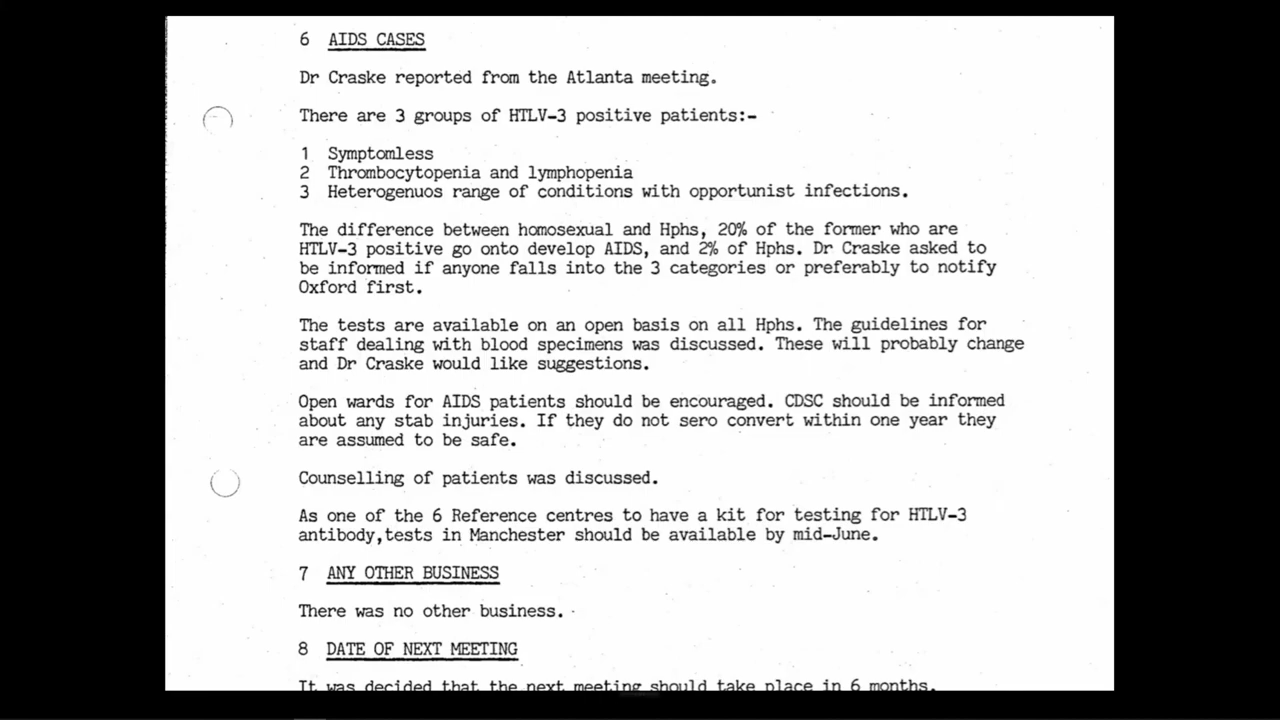 6 AIDS CASES
Dr Craske reported from the Atlanta meeting.
There are 3 groups of HTLV-3 positive patients:-
1 Symptomless
2 Thrombocytopenia and lymphopenia
3 Heterogenuos range of conditions with opportunist infections.
The difference between homosexual and Hphs, 20% of the former who are
HTLV-3 positive go onto develop AIDS, and 2% of Hphs. Dr Craske asked to
be informed if anyone falls into the 3 categories or preferably to notify
Oxford first.
The tests are available on an open basis on all Hphs. The guidelines for
staff dealing with blood specimens was discussed. These will probably change
and Dr Craske would like suggestions.
Open wards for AIDS patients should be encouraged. CDSC should be informed
about any stab injuries. If they do not sero convert within one year they
are assumed to be safe.
Counselling of patients was discussed.
As one of the 6 Reference centres to have a kit for testing for HTLV-3
antibody,tests in Manchester should be available by mid-June.
7 ANY OTHER BUSINESS
There was no other business.
8 DATE OF NEXT MEETING
It was decided that the next meeting should take place in 6 months.